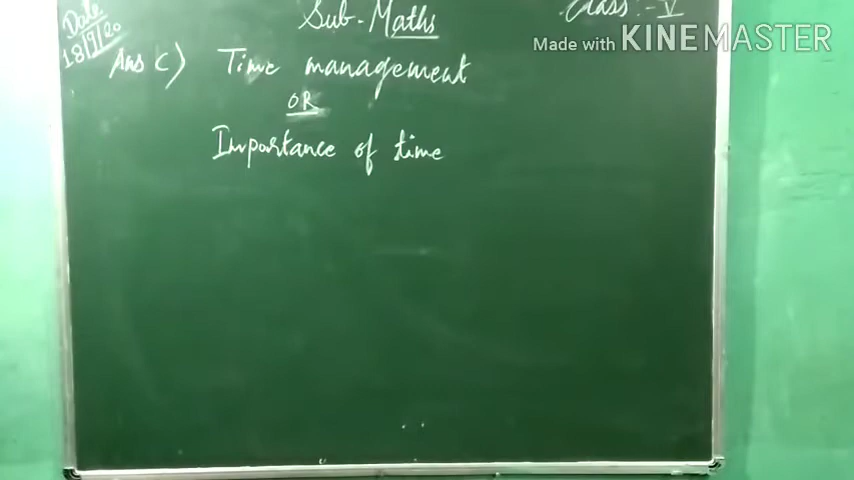 Date
18/9/20
Sub-Maths
Class:-V
Made with KINEMASTER
Ans C) Time management
OR
Importance of time